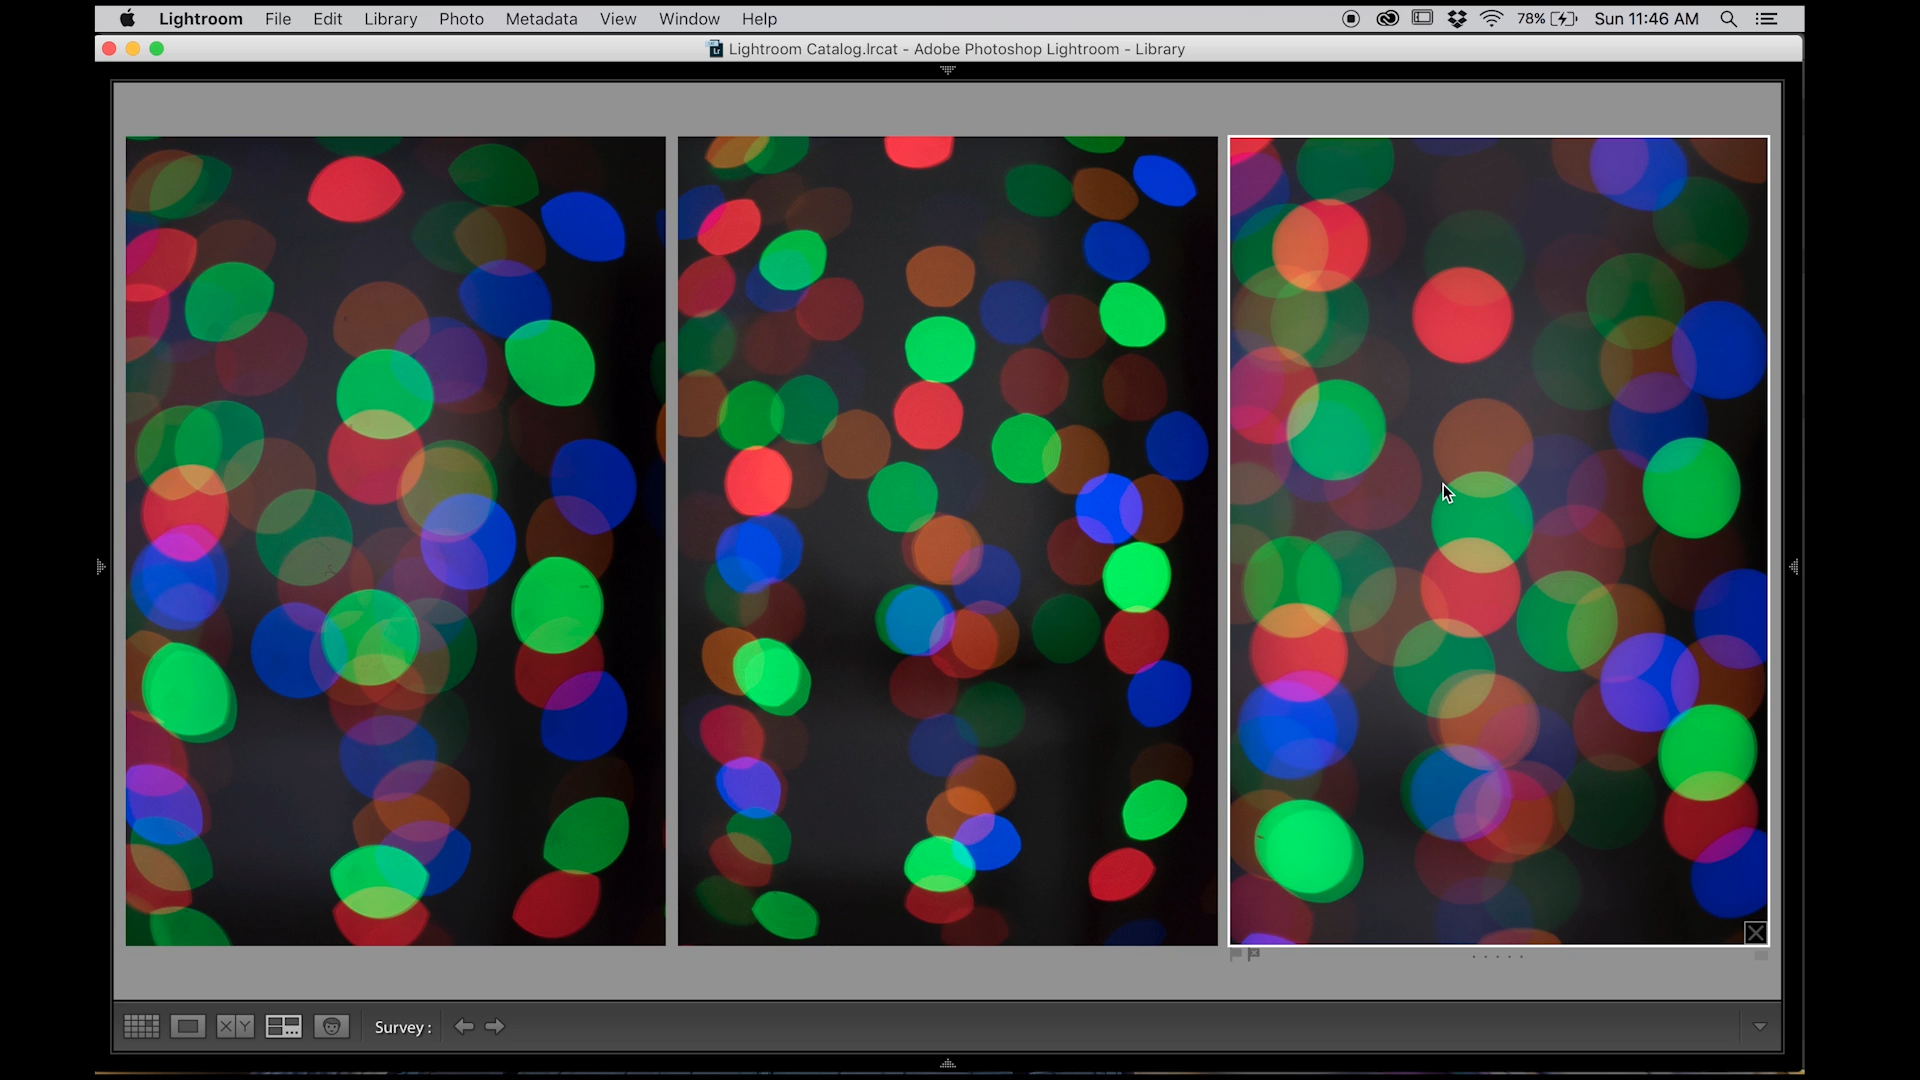 Lightroom File Edit Library Photo Metadata View Window Help 78% Sun 11:46 AM
Lightroom Catalog.lrcat - Adobe Photoshop Lightroom - Library
XY Survey :